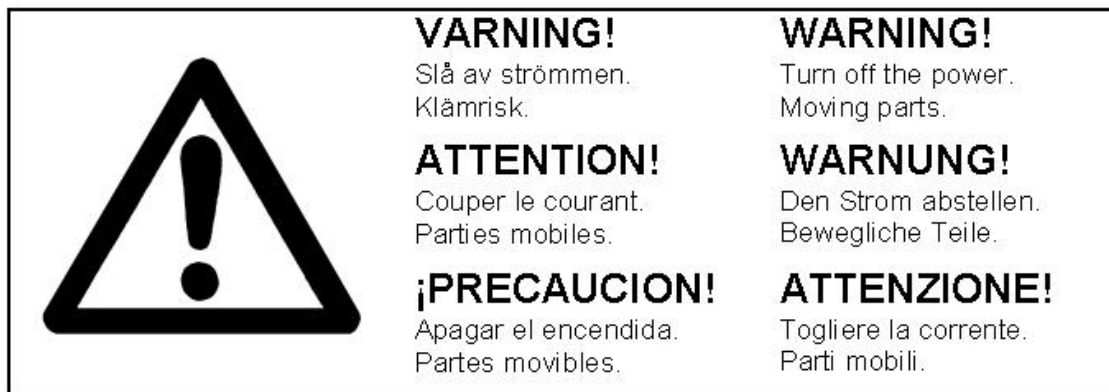 VARNING!
Slå av strömmen.
Klämrisk.
WARNING!
Turn off the power.
Moving parts.
ATTENTION!
Couper le courant.
Parties mobiles.
WARNUNG!
Den Strom abstellen.
Bewegliche Teile.
¡PRECAUCION!
Apagar el encendida.
Partes movibles.
ATTENZIONE!
Togliere la corrente.
Parti mobili.